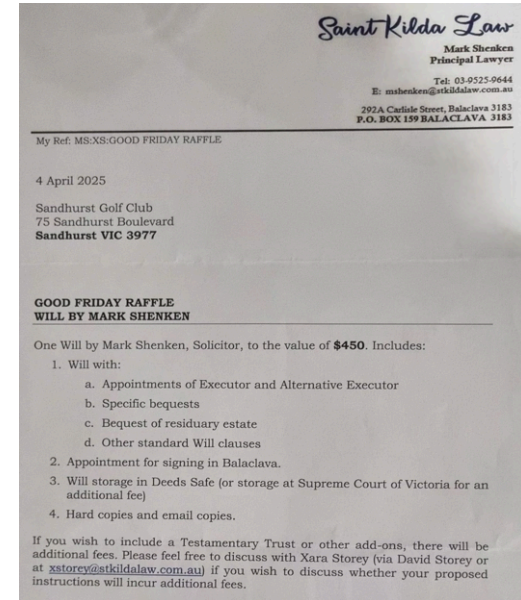 Saint Kilda Law
Mark Shenken
Principal Lawyer
Tel: 03-9525-9644
E: mshenken@stkildalaw.com.au
292A Carlisle Street, Balaclava 3183
P.O. BOX 159 BALACLAVA 3183
My Ref: MS:XS:GOOD FRIDAY RAFFLE
4 April 2025
Sandhurst Golf Club
75 Sandhurst Boulevard
Sandhurst VIC 3977
GOOD FRIDAY RAFFLE
WILL BY MARK SHENKEN
One Will by Mark Shenken, Solicitor, to the value of $450. Includes:
1. Will with:
a. Appointments of Executor and Alternative Executor
b. Specific bequests
c. Bequest of residuary estate
d. Other standard Will clauses
2. Appointment for signing in Balaclava.
3. Will storage in Deeds Safe (or storage at Supreme Court of Victoria for an
additional fee)
4. Hard copies and email copies.
If you wish to include a Testamentary Trust or other add-ons, there will be
additional fees. Please feel free to discuss with Xara Storey (via David Storey or
at xstorey@stkildalaw.com.au) if you wish to discuss whether your proposed
instructions will incur additional fees.